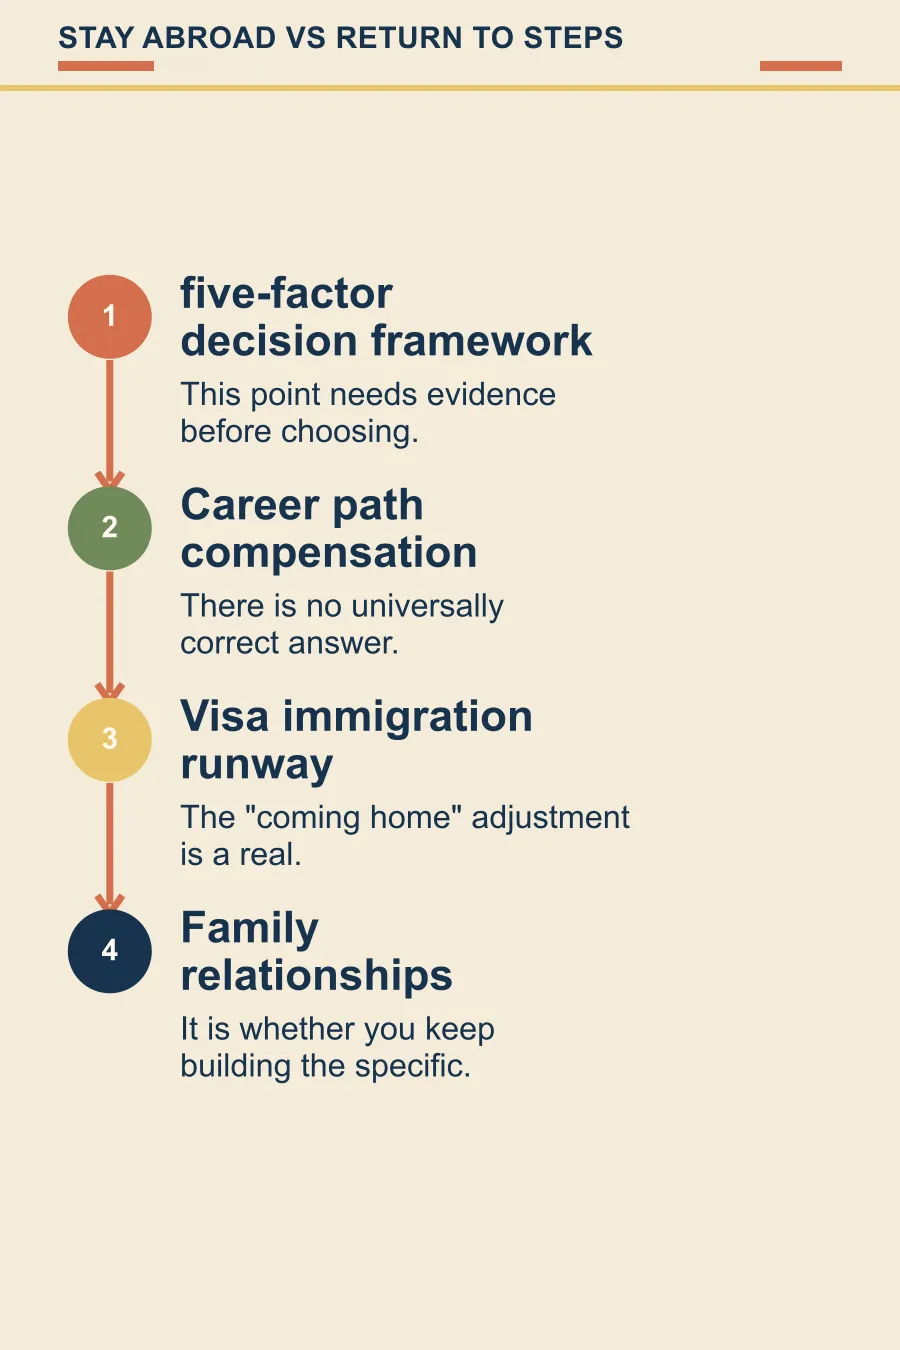 STAY ABROAD VS RETURN TO STEPS
1
five-factor
decision framework
This point needs evidence
before choosing.
2
Career path
compensation
There is no universally
correct answer.
3
Visa immigration
runway
The "coming home" adjustment
is a real.
4
Family
relationships
It is whether you keep
building the specific.